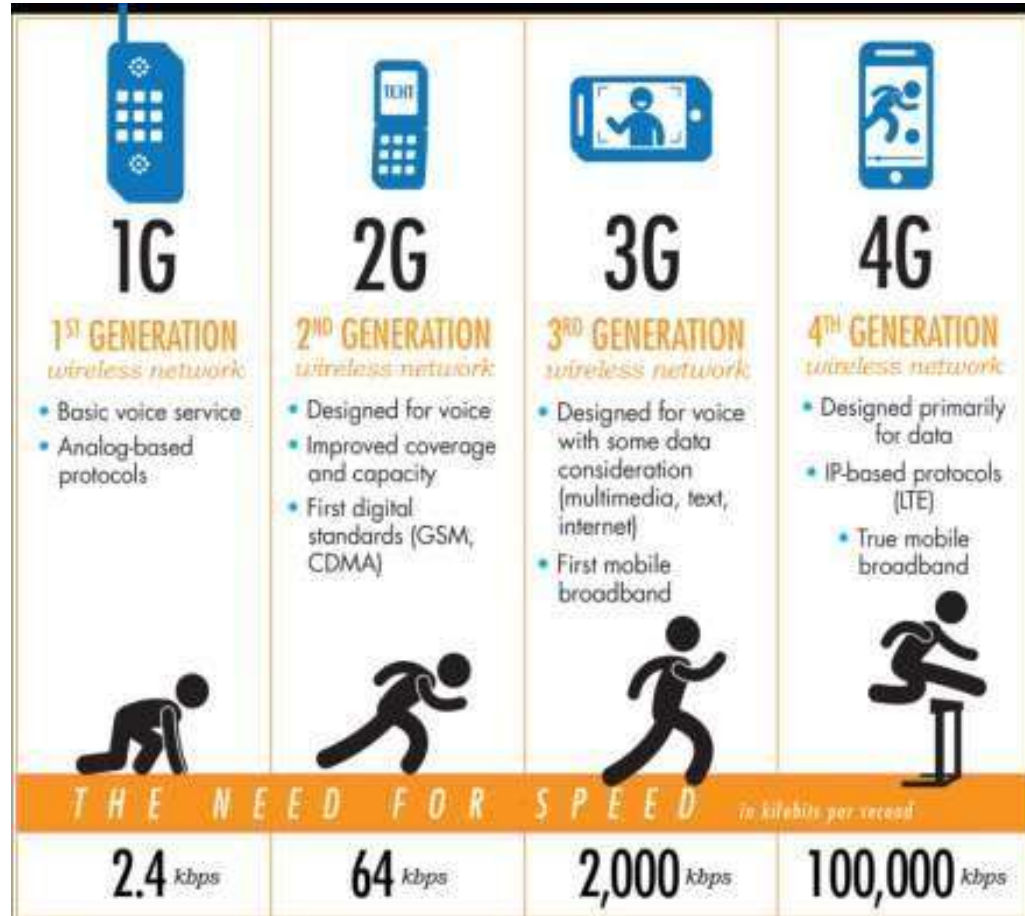 TEXT
1G
1ST GENERATION
wireless network
• Basic voice service
• Analog-based
protocols
2G
2ND GENERATION
wireless network
• Designed for voice
• Improved coverage
and capacity
• First digital
standards (GSM,
CDMA)
3G
3RD GENERATION
wireless network
• Designed for voice
with some data
consideration
(multimedia, text,
internet)
• First mobile
broadband
4G
4TH GENERATION
wireless network
• Designed primarily
for data
• IP-based protocols
(LTE)
• True mobile
broadband
THE NEED FOR SPEED in kilobits per second
2.4 kbps
64 kbps
2,000 kbps
100,000 kbps